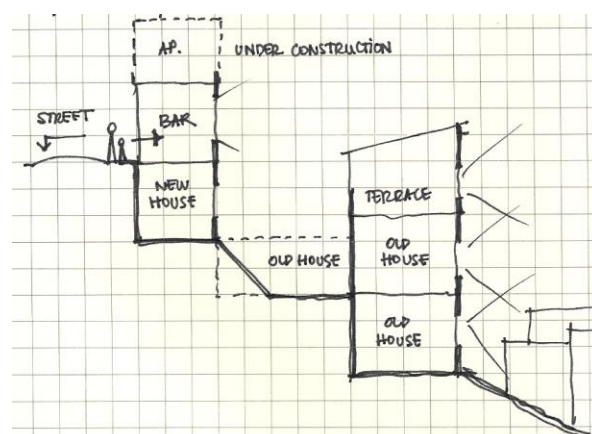 AP.
UNDER CONSTRUCTION
STREET
BAR
NEW
HOUSE
TERRACE
OLD HOUSE
OLD
HOUSE
OLD
HOUSE